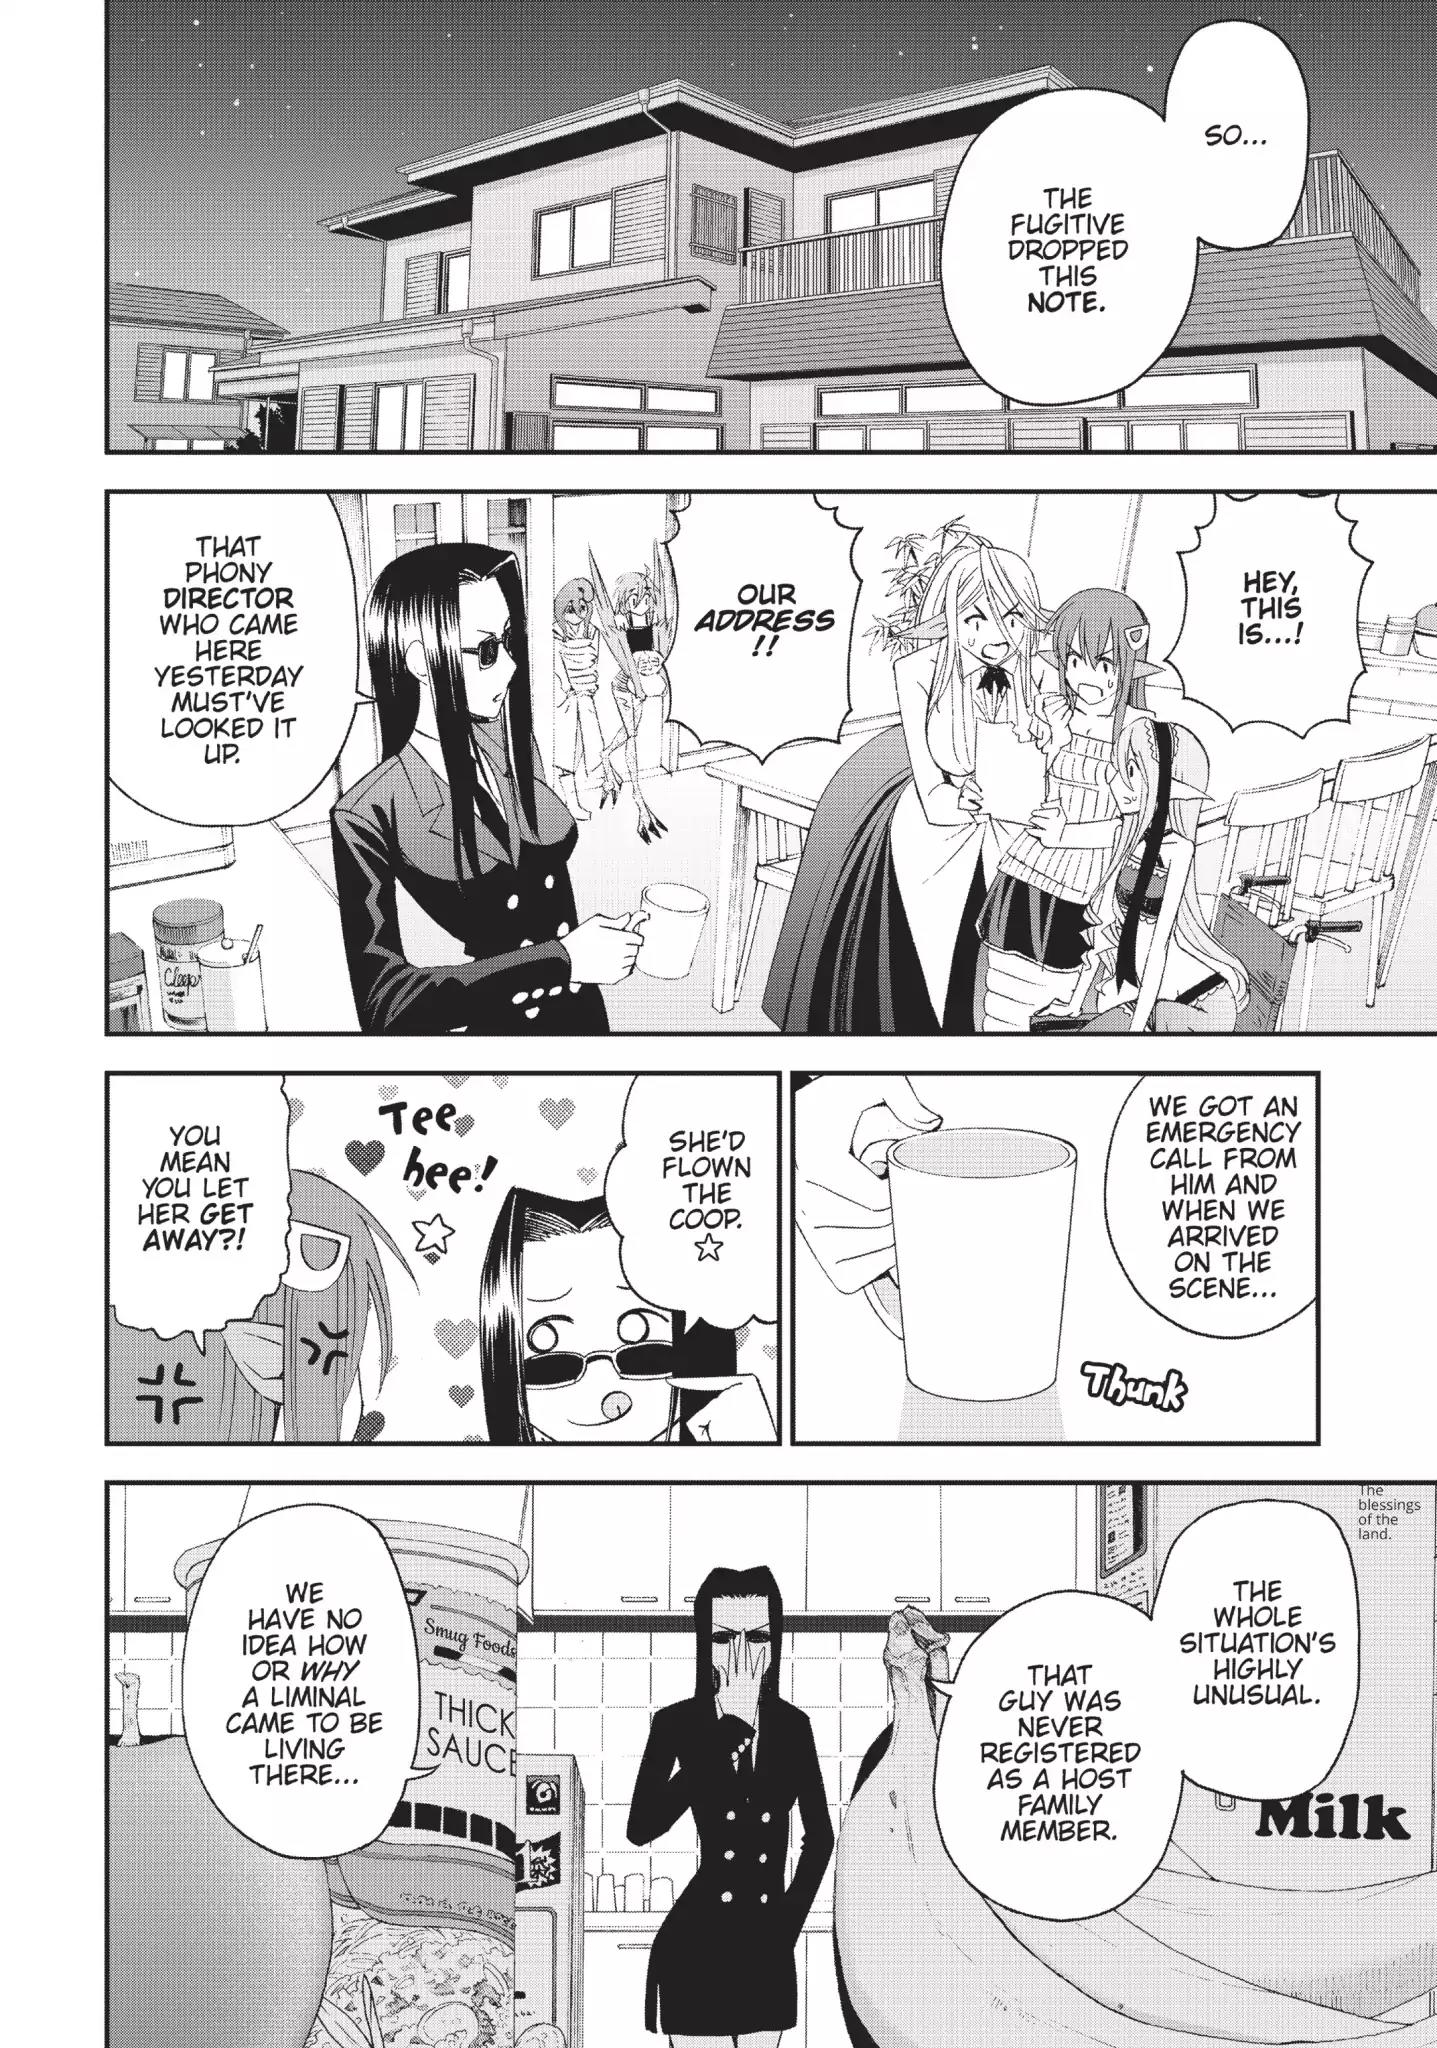 SO...
THE
FUGITIVE
DROPPED
THIS
NOTE.
HEY,
THIS
IS...!
OUR
ADDRESS
!!
THAT
PHONY
DIRECTOR
WHO CAME
HERE
YESTERDAY
MUST'VE
LOOKED IT
UP.
WE GOT AN
EMERGENCY
CALL FROM
HIM AND
WHEN WE
ARRIVED
ON THE
SCENE...
Thunk
SHE'D
FLOWN
THE
COOP.
☆
Tee
hee!
YOU
MEAN
YOU LET
HER GET
AWAY?!
The
blessings
of the
land.
THE
WHOLE
SITUATION'S
HIGHLY
UNUSUAL.
Milk
THAT
GUY WAS
NEVER
REGISTERED
AS A HOST
FAMILY
MEMBER.
WE
HAVE NO
IDEA HOW
OR WHY
A LIMINAL
CAME TO BE
LIVING
THERE...
Smug Foods
THICK
SAUCE